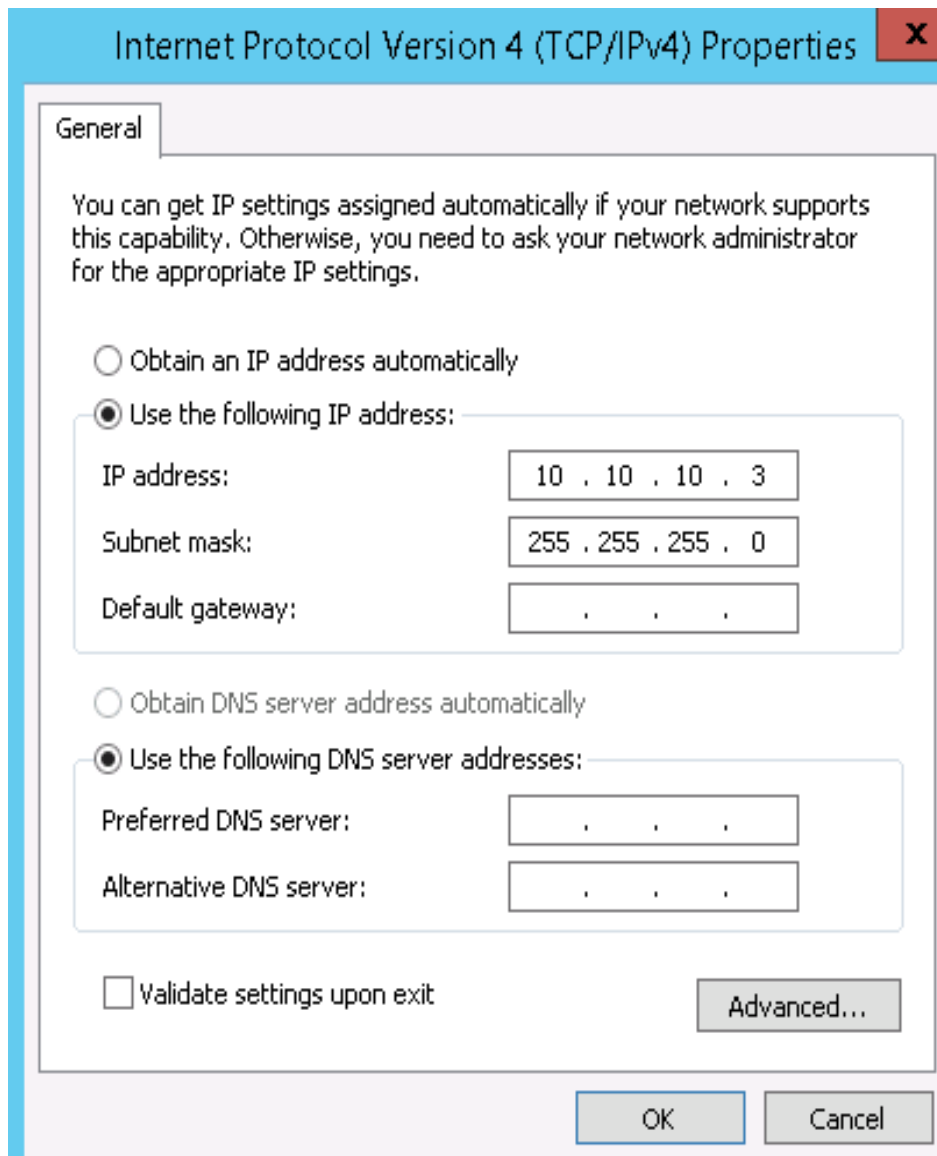 Internet Protocol Version 4 (TCP/IPv4) Properties
x
General
You can get IP settings assigned automatically if your network supports
this capability. Otherwise, you need to ask your network administrator
for the appropriate IP settings.
Obtain an IP address automatically
Use the following IP address:
IP address: 10 . 10 . 10 . 3
Subnet mask: 255 . 255 . 255 . 0
Default gateway: . . .
Obtain DNS server address automatically
Use the following DNS server addresses:
Preferred DNS server: . . .
Alternative DNS server: . . .
Validate settings upon exit
Advanced...
OK Cancel